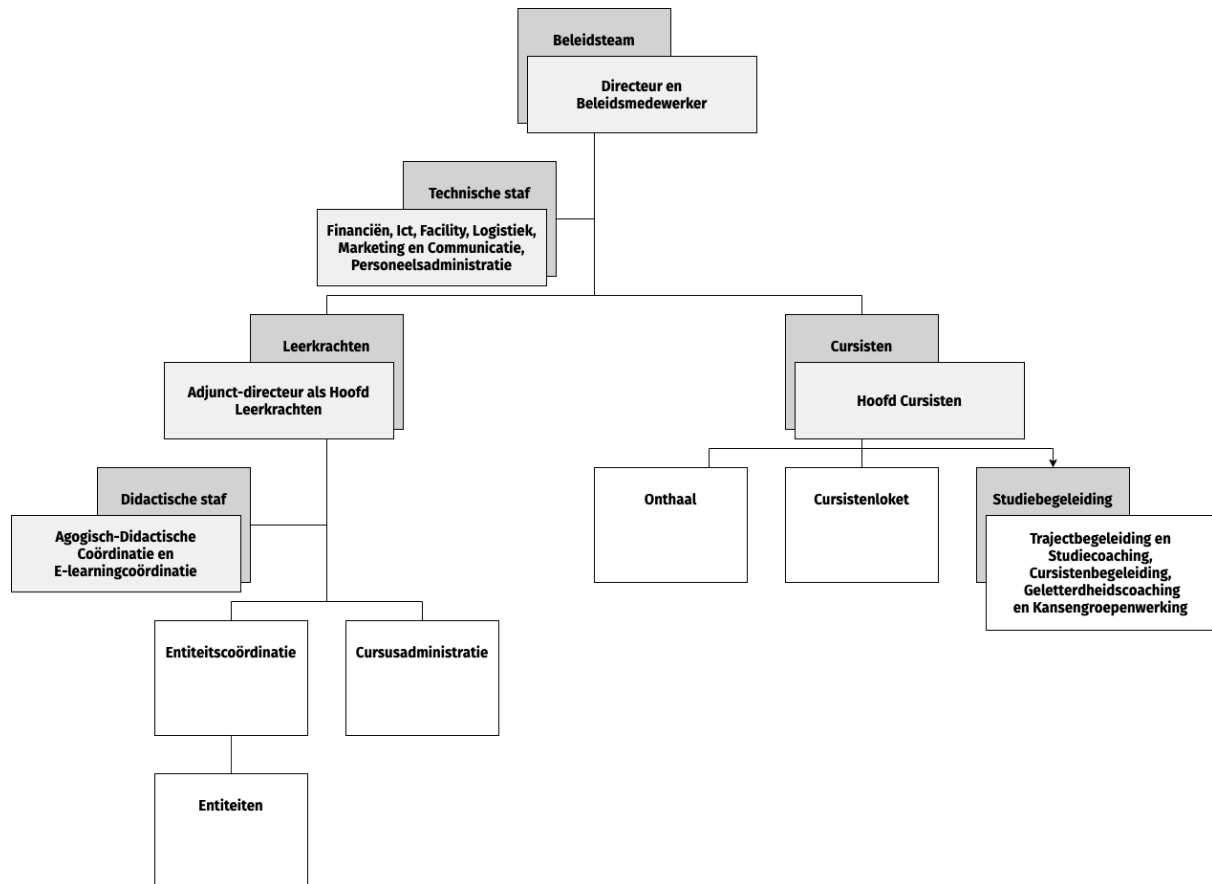 Beleidsteam
Directeur en
Beleidsmedewerker
Technische staf
Financiën, Ict, Facility, Logistiek,
Marketing en Communicatie,
Personeelsadministratie
Leerkrachten
Adjunct-directeur als Hoofd
Leerkrachten
Cursisten
Hoofd Cursisten
Didactische staf
Agogisch-Didactische
Coördinatie en
E-learningcoördinatie
Onthaal
Cursistenloket
Studiebegeleiding
Trajectbegeleiding en
Studiecoaching,
Cursistenbegeleiding,
Geletterdheidscoaching
en Kansengroepenwerking
Entiteitscoördinatie
Cursusadministratie
Entiteiten